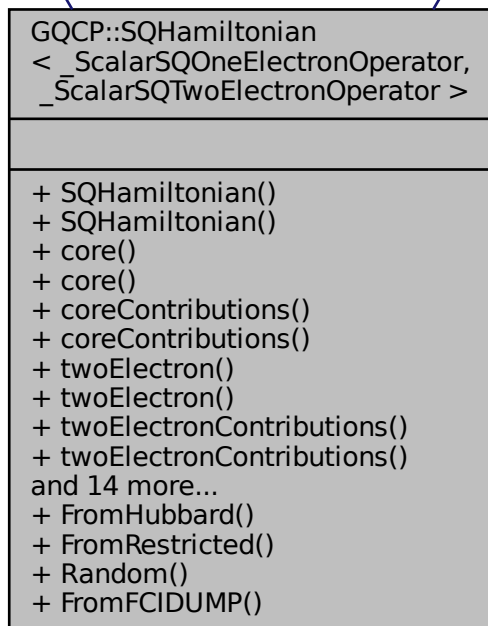 GQCP::SQHamiltonian
< _ScalarSQOneElectronOperator,
_ScalarSQTwoElectronOperator >
+ SQHamiltonian()
+ SQHamiltonian()
+ core()
+ core()
+ coreContributions()
+ coreContributions()
+ twoElectron()
+ twoElectron()
+ twoElectronContributions()
+ twoElectronContributions()
and 14 more...
+ FromHubbard()
+ FromRestricted()
+ Random()
+ FromFCIDUMP()